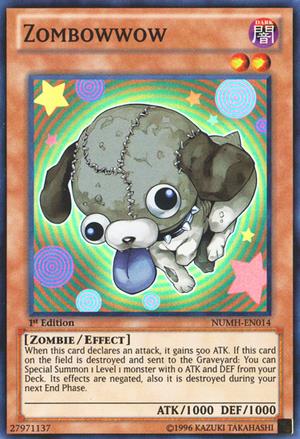 ZOMBOWWOW
DARK
闇
1st Edition
NUMH-EN014
[ZOMBIE / EFFECT]
When this card declares an attack, it gains 500 ATK. If this card
on the field is destroyed and sent to the Graveyard: You can
Special Summon 1 Level 1 monster with 0 ATK and DEF from your
Deck. Its effects are negated, also it is destroyed during your
next End Phase.
ATK/1000 DEF/1000
27971137
©1996 KAZUKI TAKAHASHI